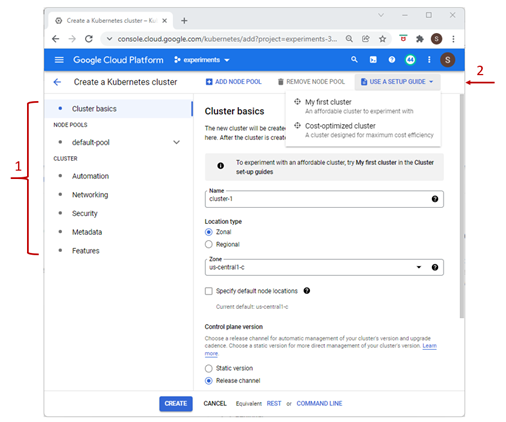 Create a Kubernetes cluster – Ku
console.cloud.google.com/kubernetes/add?project=experiments-3...
S
Google Cloud Platform
experiments
S
Create a Kubernetes cluster
ADD NODE POOL
REMOVE NODE POOL
USE A SETUP GUIDE
2
My first cluster
An affordable cluster to experiment with
Cost-optimized cluster
A cluster designed for maximum cost efficiency
1
Cluster basics
NODE POOLS
default-pool
CLUSTER
Automation
Networking
Security
Metadata
Features
Cluster basics
The new cluster will be create
here. After the cluster is create
To experiment with an affordable cluster, try My first cluster in the Cluster
set-up guides
Name
cluster-1
Location type
Zonal
Regional
Zone
us-central1-c
Specify default node locations
Current default: us-central1-c
Control plane version
Choose a release channel for automatic management of your cluster's version and upgrade
cadence. Choose a static version for more direct management of your cluster's version. Learn
more.
Static version
Release channel
CREATE
CANCEL
Equivalent REST or COMMAND LINE